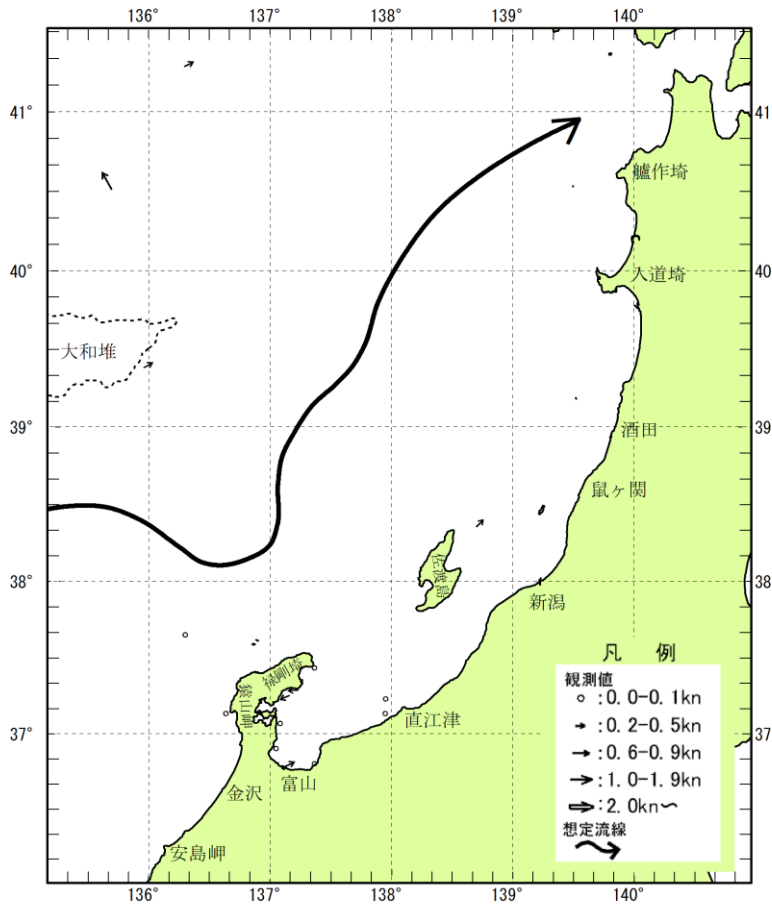 136° 137° 138° 139° 140°
41° 41
艫作埼
40° 入道埼 40
大和堆
39° 酒田 39
鼠ヶ関
佐渡島
38° 38
新潟
禄剛埼
猿山岬
37° 直江津 37
富山
金沢
安島岬
凡 例
観測値
:0.0-0.1kn
:0.2-0.5kn
:0.6-0.9kn
:1.0-1.9kn
:2.0kn〜
想定流線
136° 137° 138° 139° 140°